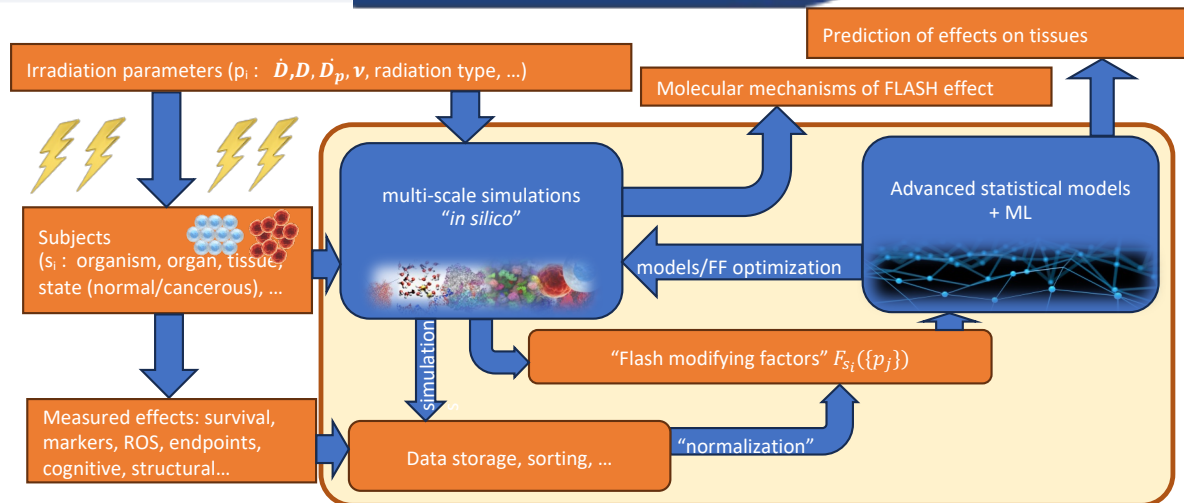 Prediction of effects on tissues
Irradiation parameters (pᵢ : Ḋ,D, Ḋₚ, ν, radiation type, …)
Molecular mechanisms of FLASH effect
multi-scale simulations
“in silico”
Advanced statistical models
+ ML
Subjects
(sᵢ : organism, organ, tissue,
state (normal/cancerous), …
models/FF optimization
simulation
s
“Flash modifying factors” F_{sᵢ}({pⱼ})
Measured effects: survival,
markers, ROS, endpoints,
cognitive, structural…
“normalization”
Data storage, sorting, …